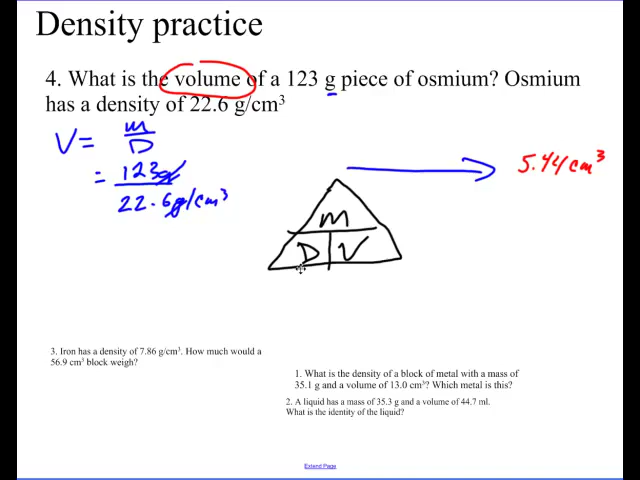 Density practice
4. What is the volume of a 123 g piece of osmium? Osmium
has a density of 22.6 g/cm³
V = m
D
= 123g
22.6g/cm³
5.44cm³
m
D V
3. Iron has a density of 7.86 g/cm³. How much would a
56.9 cm³ block weigh?
1. What is the density of a block of metal with a mass of
35.1 g and a volume of 13.0 cm³? Which metal is this?
2. A liquid has a mass of 35.3 g and a volume of 44.7 ml.
What is the identity of the liquid?
Extend Page